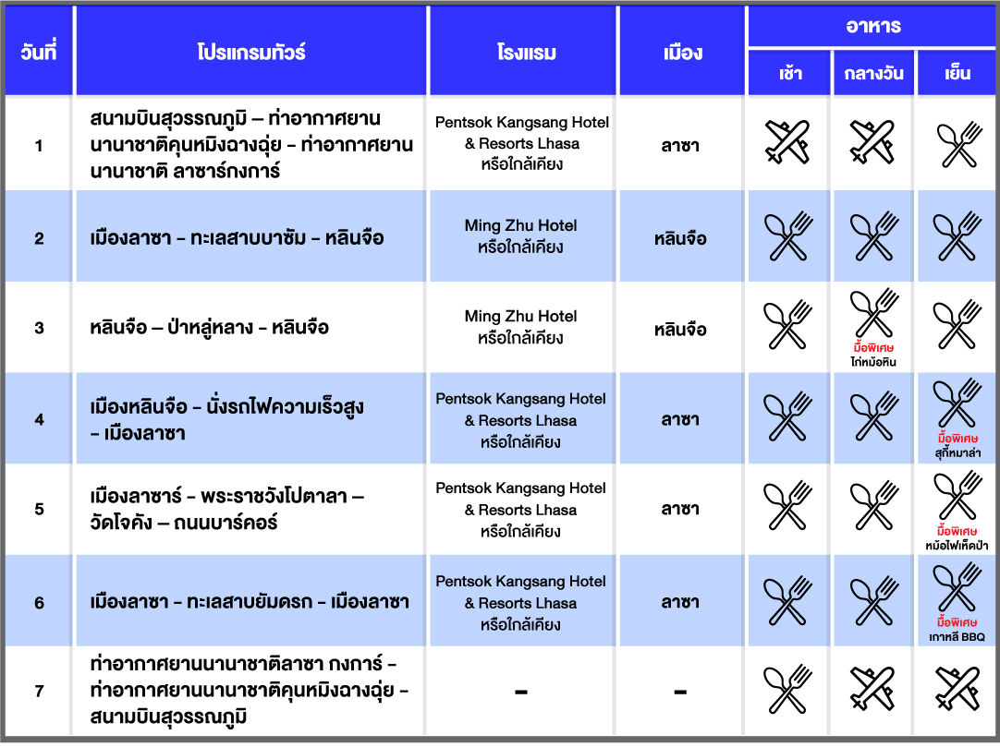 วันที่
โปรแกรมทัวร์
โรงแรม
เมือง
อาหาร
เช้า
กลางวัน
เย็น
1
สนามบินสุวรรณภูมิ – ท่าอากาศยาน
นานาชาติคุนหมิงฉางฉุ่ย - ท่าอากาศยาน
นานาชาติ ลาซาร์กงการ์
Pentsok Kangsang Hotel
& Resorts Lhasa
หรือใกล้เคียง
ลาซา
2
เมืองลาซา - ทะเลสาบบาซัม - หลินจือ
Ming Zhu Hotel
หรือใกล้เคียง
หลินจือ
3
หลินจือ – ป่าหลู่หลาง - หลินจือ
Ming Zhu Hotel
หรือใกล้เคียง
หลินจือ
มื้อพิเศษ
ไก่หม้อหิน
4
เมืองหลินจือ - นั่งรถไฟความเร็วสูง
- เมืองลาซา
Pentsok Kangsang Hotel
& Resorts Lhasa
หรือใกล้เคียง
ลาซา
มื้อพิเศษ
สุกี้หมาล่า
5
เมืองลาซาร์ - พระราชวังโปตาลา –
วัดโจคัง – ถนนบาร์คอร์
Pentsok Kangsang Hotel
& Resorts Lhasa
หรือใกล้เคียง
ลาซา
มื้อพิเศษ
หม้อไฟเห็ดป่า
6
เมืองลาซา - ทะเลสาบยัมดรก - เมืองลาซา
Pentsok Kangsang Hotel
& Resorts Lhasa
หรือใกล้เคียง
ลาซา
มื้อพิเศษ
เกาหลี BBQ
7
ท่าอากาศยานนานาชาติลาซา กงการ์ -
ท่าอากาศยานนานาชาติคุนหมิงฉางฉุ่ย -
สนามบินสุวรรณภูมิ
-
-